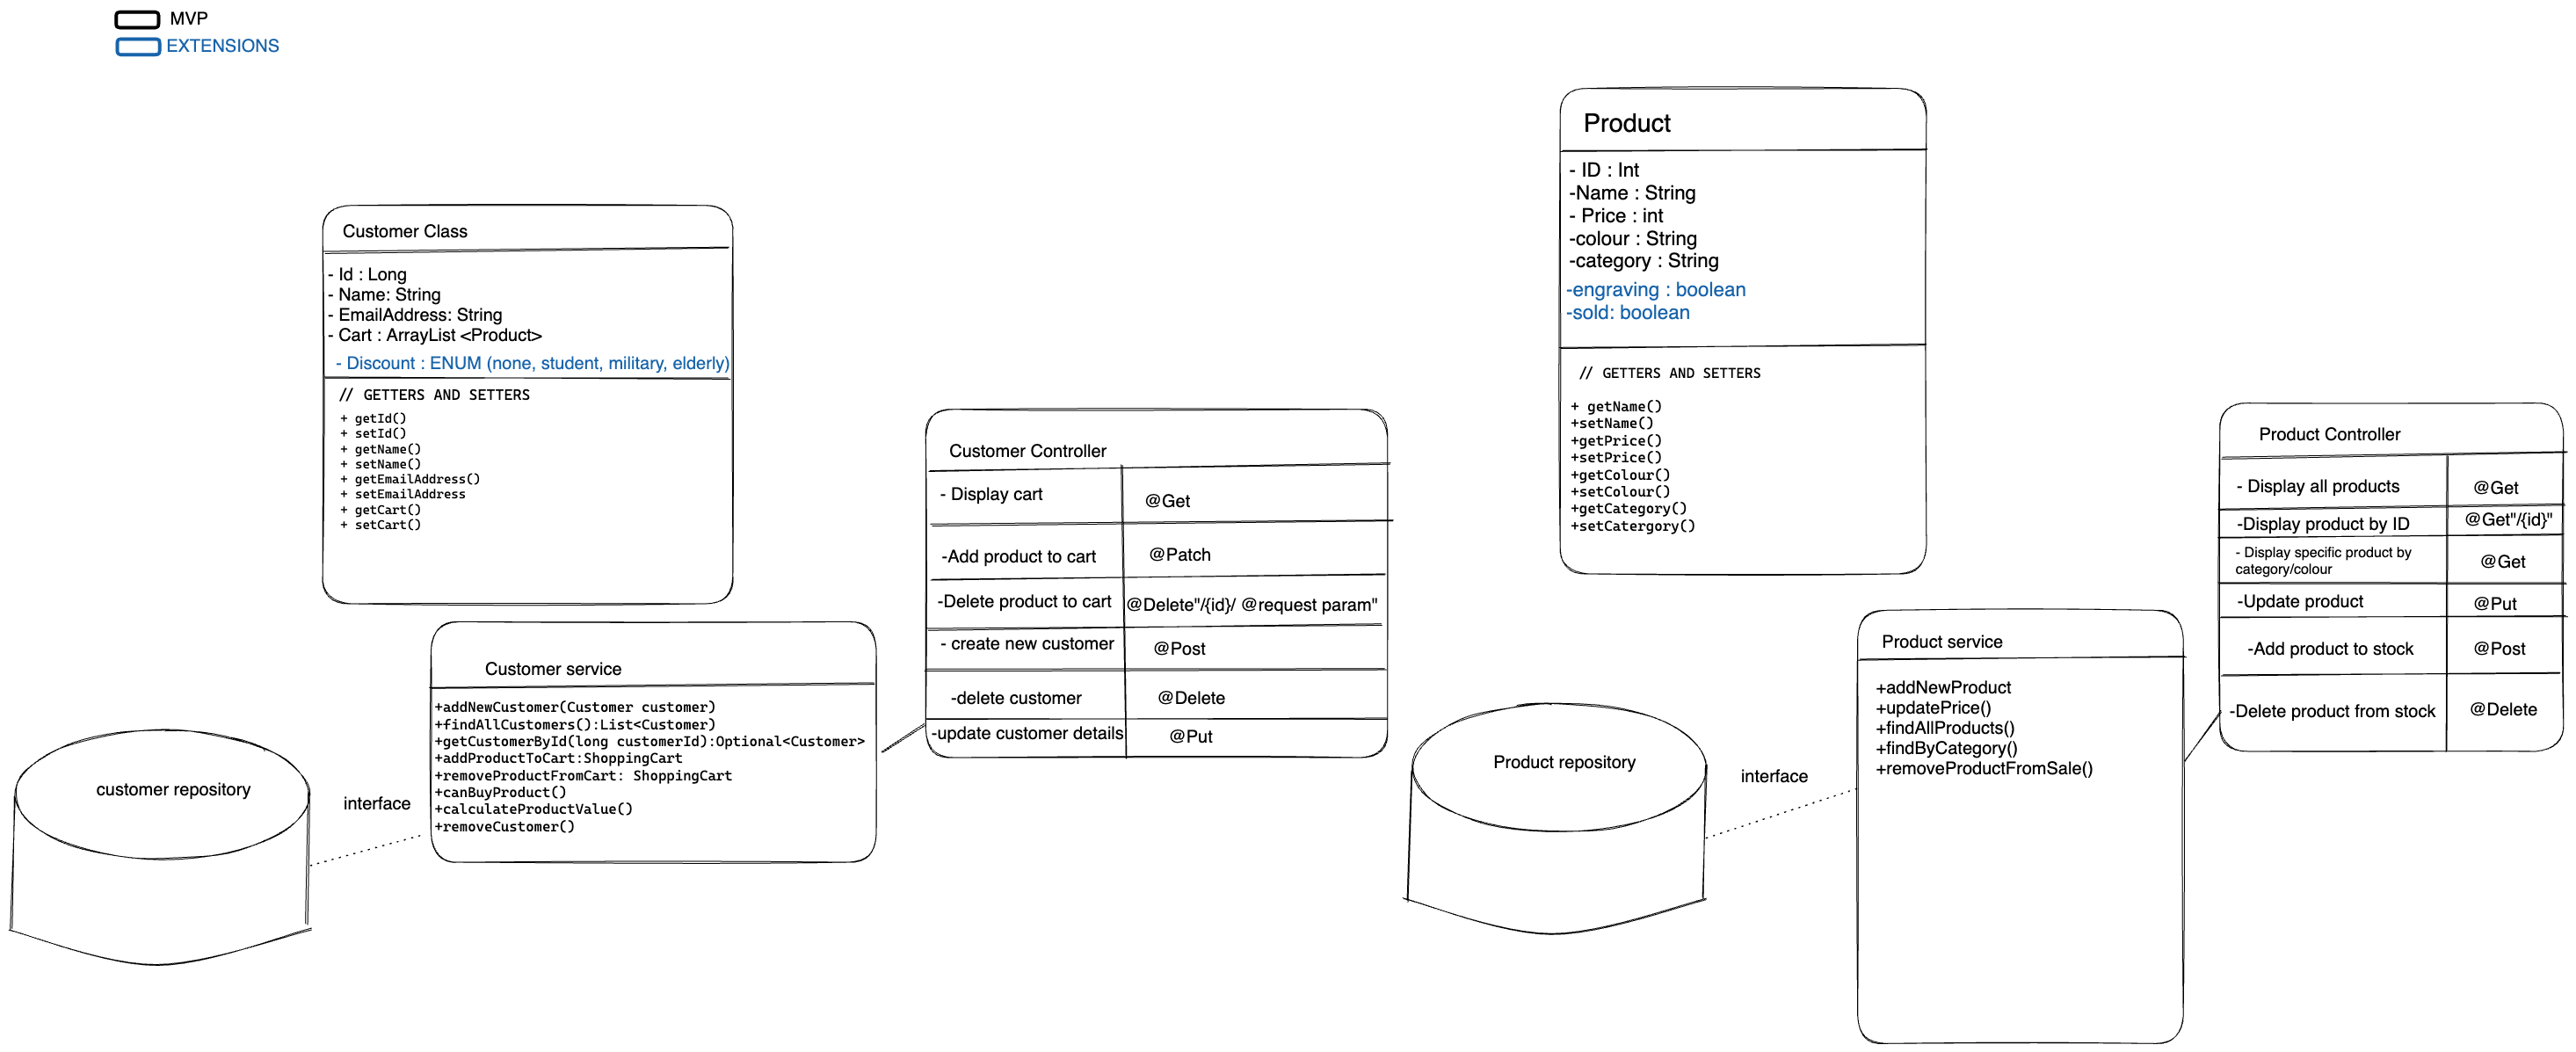 MVP
EXTENSIONS
Customer Class
- Id : Long
- Name: String
- EmailAddress: String
- Cart : ArrayList <Product>
- Discount : ENUM (none, student, military, elderly)
// GETTERS AND SETTERS
+ getId()
+ setId()
+ getName()
+ setName()
+ getEmailAddress()
+ setEmailAddress
+ getCart()
+ setCart()
customer repository
interface
Customer service
+addNewCustomer(Customer customer)
+findAllCustomers():List<Customer)
+getCustomerById(long customerId):Optional<Customer>
+addProductToCart:ShoppingCart
+removeProductFromCart: ShoppingCart
+canBuyProduct()
+calculateProductValue()
+removeCustomer()
Customer Controller
- Display cart
@Get
-Add product to cart
@Patch
-Delete product to cart
@Delete"/{id}/ @request param"
- create new customer
@Post
-delete customer
@Delete
-update customer details
@Put
Product
- ID : Int
-Name : String
- Price : int
-colour : String
-category : String
-engraving : boolean
-sold: boolean
// GETTERS AND SETTERS
+ getName()
+setName()
+getPrice()
+setPrice()
+getColour()
+setColour()
+getCategory()
+setCatergory()
Product repository
interface
Product service
+addNewProduct
+updatePrice()
+findAllProducts()
+findByCategory()
+removeProductFromSale()
Product Controller
- Display all products
@Get
-Display product by ID
@Get"/{id}"
- Display specific product by
category/colour
@Get
-Update product
@Put
-Add product to stock
@Post
-Delete product from stock
@Delete